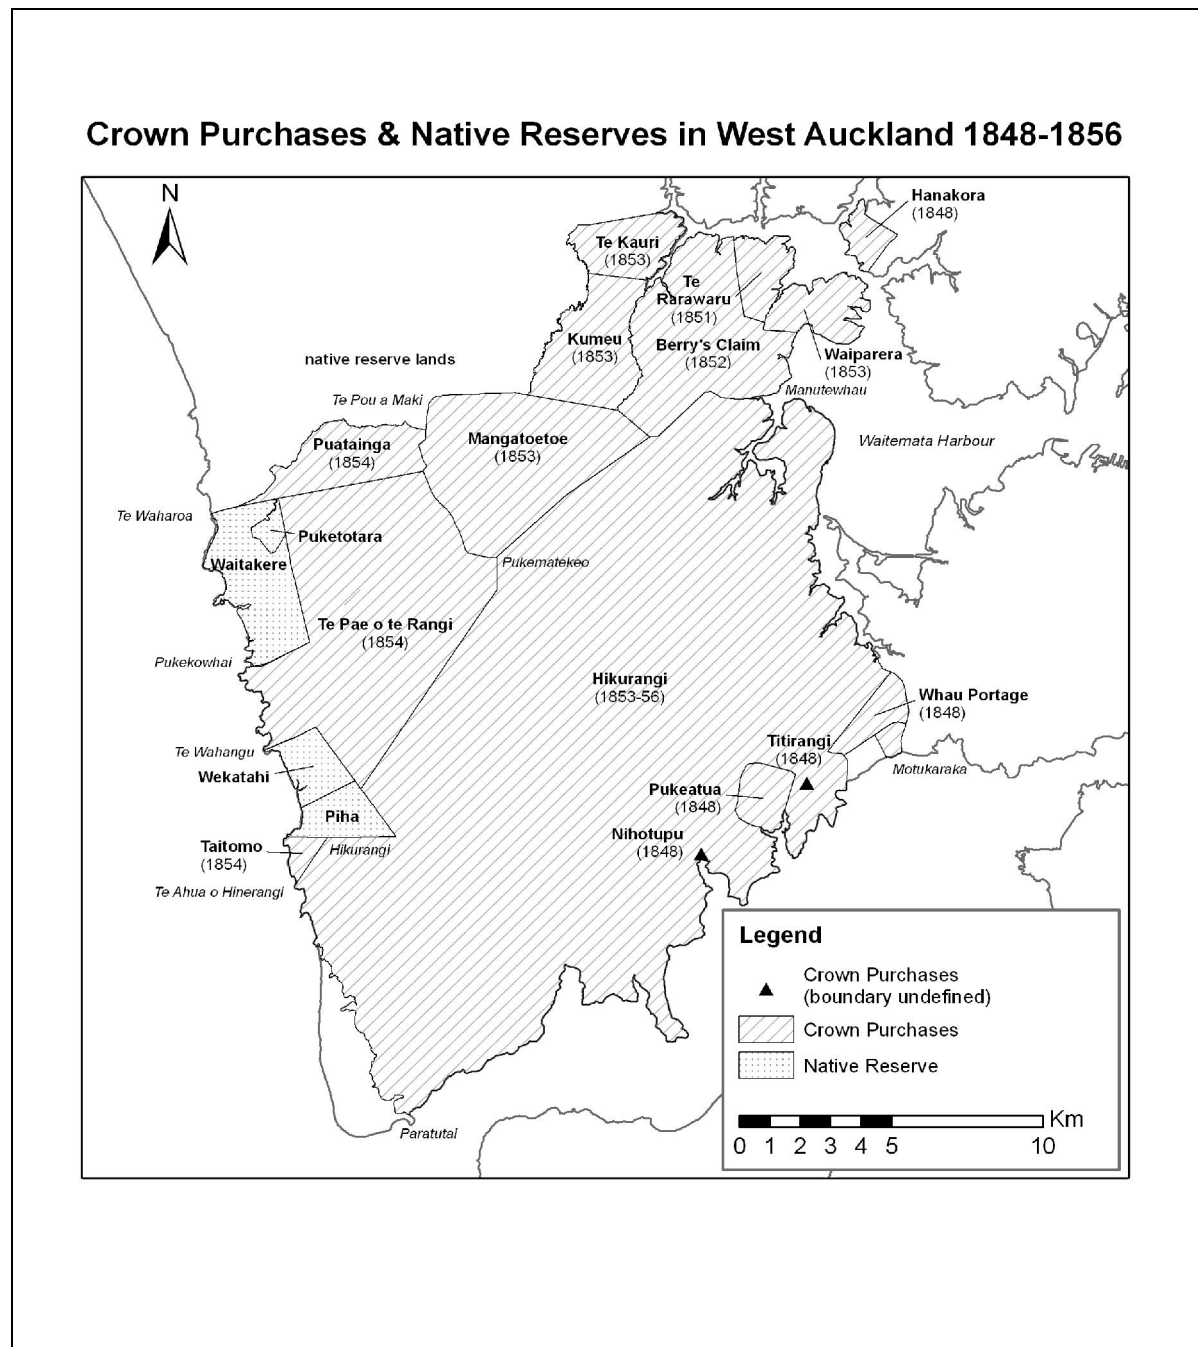 Crown Purchases & Native Reserves in West Auckland 1848-1856
N
Hanakora
(1848)
Te Kauri
(1853)
Te
Rarawaru
(1851)
Kumeu
(1853)
Berry's Claim
(1852)
Waiparera
(1853)
native reserve lands
Manutewhau
Te Pou a Maki
Puatainga
(1854)
Mangatoetoe
(1853)
Waitemata Harbour
Te Waharoa
Puketotara
Waitakere
Pukematekeo
Te Pae o te Rangi
(1854)
Pukekowhai
Hikurangi
(1853-56)
Whau Portage
(1848)
Te Wahangu
Titirangi
(1848)
Motukaraka
Wekatahi
Pukeatua
(1848)
Piha
Nihotupu
(1848)
Taitomo
(1854)
Hikurangi
Te Ahua o Hinerangi
Paratutai
Legend
Crown Purchases
(boundary undefined)
Crown Purchases
Native Reserve
Km
0 1 2 3 4 5 10